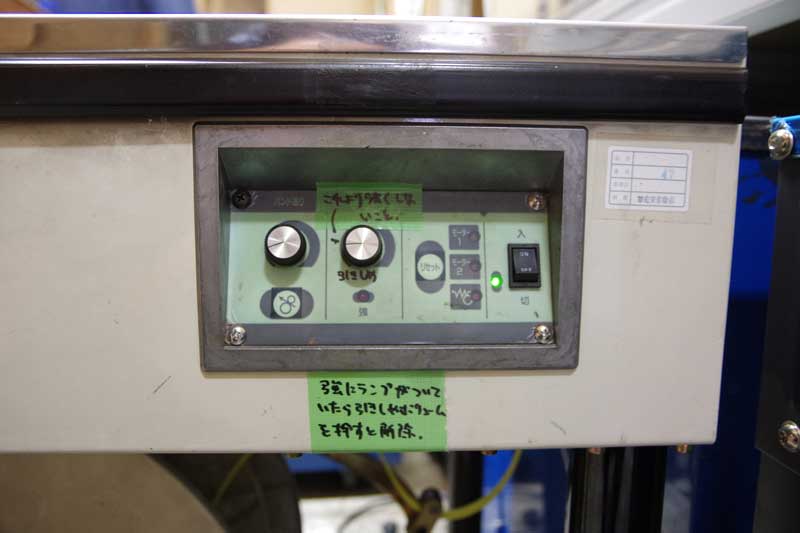 バンド送り
これより強くしな
いこと。
引きしめ
強
リセット
モーター
1
モーター
2
入
ON
OFF
切
47
強にランプがついて
いたら引きしめボリューム
を押すと解除。